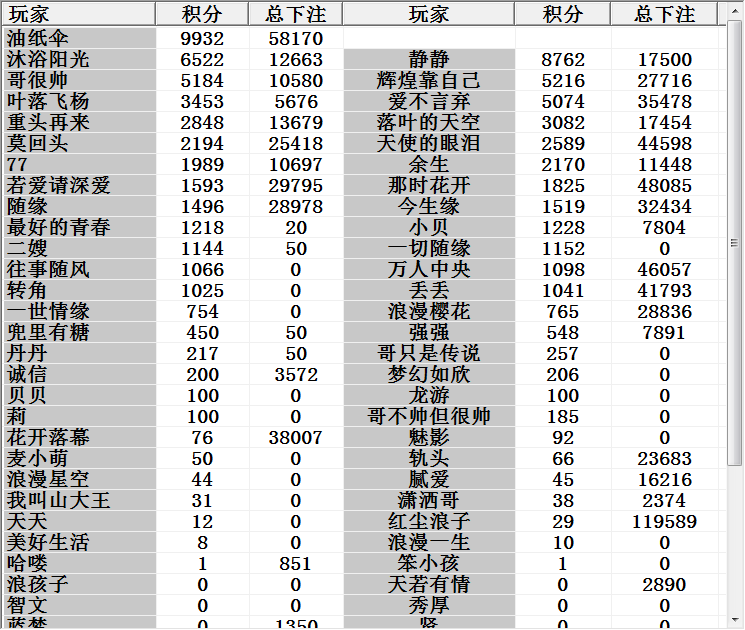 玩家 积分 总下注 玩家 积分 总下注
油纸伞 9932 58170
沐浴阳光 6522 12663 静静 8762 17500
哥很帅 5184 10580 辉煌靠自己 5216 27716
叶落飞杨 3453 5676 爱不言弃 5074 35478
重头再来 2848 13679 落叶的天空 3082 17454
莫回头 2194 25418 天使的眼泪 2589 44598
77 1989 10697 余生 2170 11448
若爱请深爱 1593 29795 那时花开 1825 48085
随缘 1496 28978 今生缘 1519 32434
最好的青春 1218 20 小贝 1228 7804
二嫂 1144 50 一切随缘 1152 0
往事随风 1066 0 万人中央 1098 46057
转角 1025 0 丢丢 1041 41793
一世情缘 754 0 浪漫樱花 765 28836
兜里有糖 450 50 强强 548 7891
丹丹 217 50 哥只是传说 257 0
诚信 200 3572 梦幻如欣 206 0
贝贝 100 0 龙游 100 0
莉 100 0 哥不帅但很帅 185 0
花开落幕 76 38007 魅影 92 0
麦小萌 50 0 轨头 66 23683
浪漫星空 44 0 腻爱 45 16216
我叫山大王 31 0 潇洒哥 38 2374
天天 12 0 红尘浪子 29 119589
美好生活 8 0 浪漫一生 10 0
哈喽 1 851 笨小孩 1 0
浪孩子 0 0 天若有情 0 2890
智文 0 0 秀厚 0 0
蓝梦 0 1350 贤 0 0